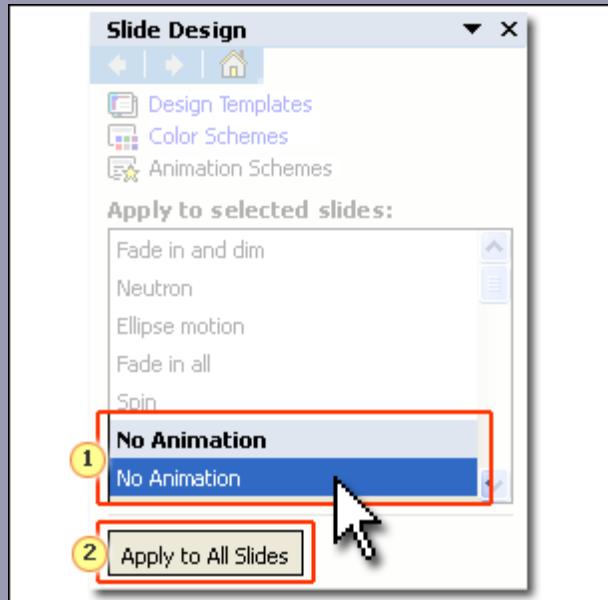 Slide Design
Design Templates
Color Schemes
Animation Schemes
Apply to selected slides:
Fade in and dim
Neutron
Ellipse motion
Fade in all
Spin
No Animation
1
No Animation
2
Apply to All Slides